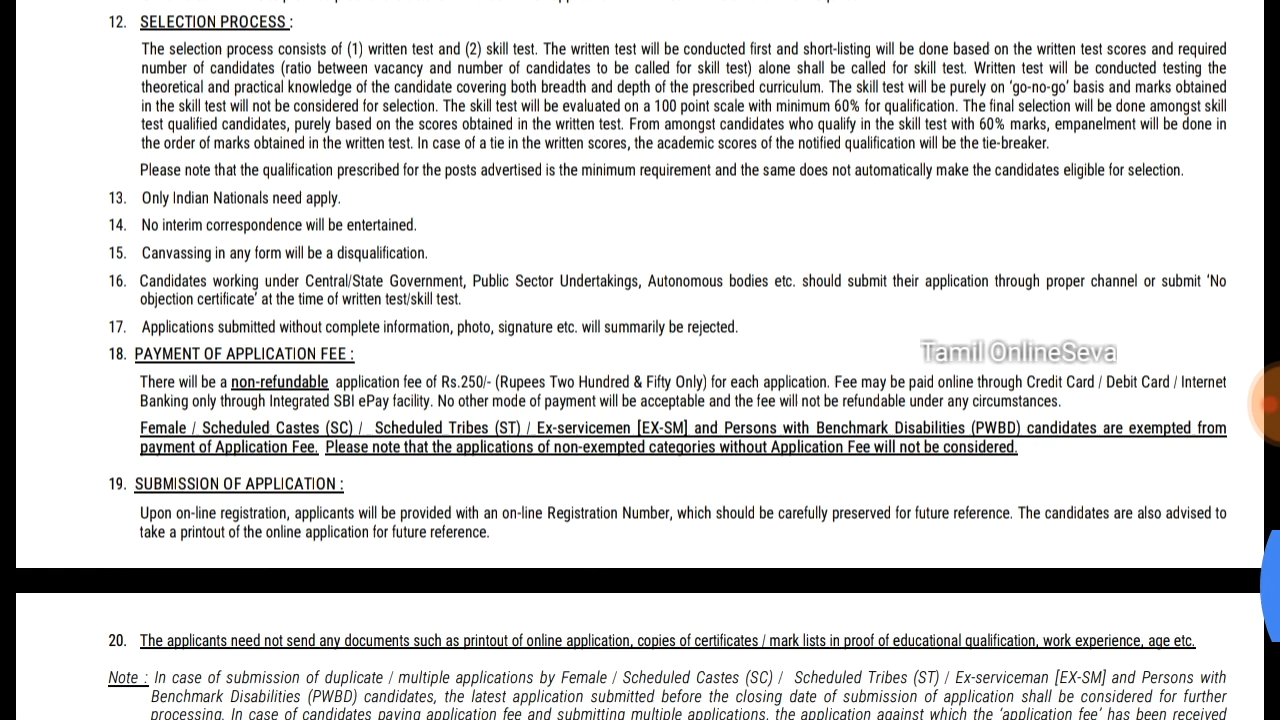 12. SELECTION PROCESS :
The selection process consists of (1) written test and (2) skill test. The written test will be conducted first and short-listing will be done based on the written test scores and required
number of candidates (ratio between vacancy and number of candidates to be called for skill test) alone shall be called for skill test. Written test will be conducted testing the
theoretical and practical knowledge of the candidate covering both breadth and depth of the prescribed curriculum. The skill test will be purely on ‘go-no-go’ basis and marks obtained
in the skill test will not be considered for selection. The skill test will be evaluated on a 100 point scale with minimum 60% for qualification. The final selection will be done amongst skill
test qualified candidates, purely based on the scores obtained in the written test. From amongst candidates who qualify in the skill test with 60% marks, empanelment will be done in
the order of marks obtained in the written test. In case of a tie in the written scores, the academic scores of the notified qualification will be the tie-breaker.
Please note that the qualification prescribed for the posts advertised is the minimum requirement and the same does not automatically make the candidates eligible for selection.
13. Only Indian Nationals need apply.
14. No interim correspondence will be entertained.
15. Canvassing in any form will be a disqualification.
16. Candidates working under Central/State Government, Public Sector Undertakings, Autonomous bodies etc. should submit their application through proper channel or submit ‘No
objection certificate’ at the time of written test/skill test.
17. Applications submitted without complete information, photo, signature etc. will summarily be rejected.
Tamil OnlineSeva
18. PAYMENT OF APPLICATION FEE :
There will be a non-refundable application fee of Rs.250/- (Rupees Two Hundred & Fifty Only) for each application. Fee may be paid online through Credit Card / Debit Card / Internet
Banking only through Integrated SBI ePay facility. No other mode of payment will be acceptable and the fee will not be refundable under any circumstances.
Female / Scheduled Castes (SC) / Scheduled Tribes (ST) / Ex-servicemen [EX-SM] and Persons with Benchmark Disabilities (PWBD) candidates are exempted from
payment of Application Fee. Please note that the applications of non-exempted categories without Application Fee will not be considered.
19. SUBMISSION OF APPLICATION :
Upon on-line registration, applicants will be provided with an on-line Registration Number, which should be carefully preserved for future reference. The candidates are also advised to
take a printout of the online application for future reference.
20. The applicants need not send any documents such as printout of online application, copies of certificates / mark lists in proof of educational qualification, work experience, age etc.
Note : In case of submission of duplicate / multiple applications by Female / Scheduled Castes (SC) / Scheduled Tribes (ST) / Ex-serviceman [EX-SM] and Persons with
Benchmark Disabilities (PWBD) candidates, the latest application submitted before the closing date of submission of application shall be considered for further
processing. In case of candidates paying application fee and submitting multiple applications, the application against which the ‘application fee’ has been received